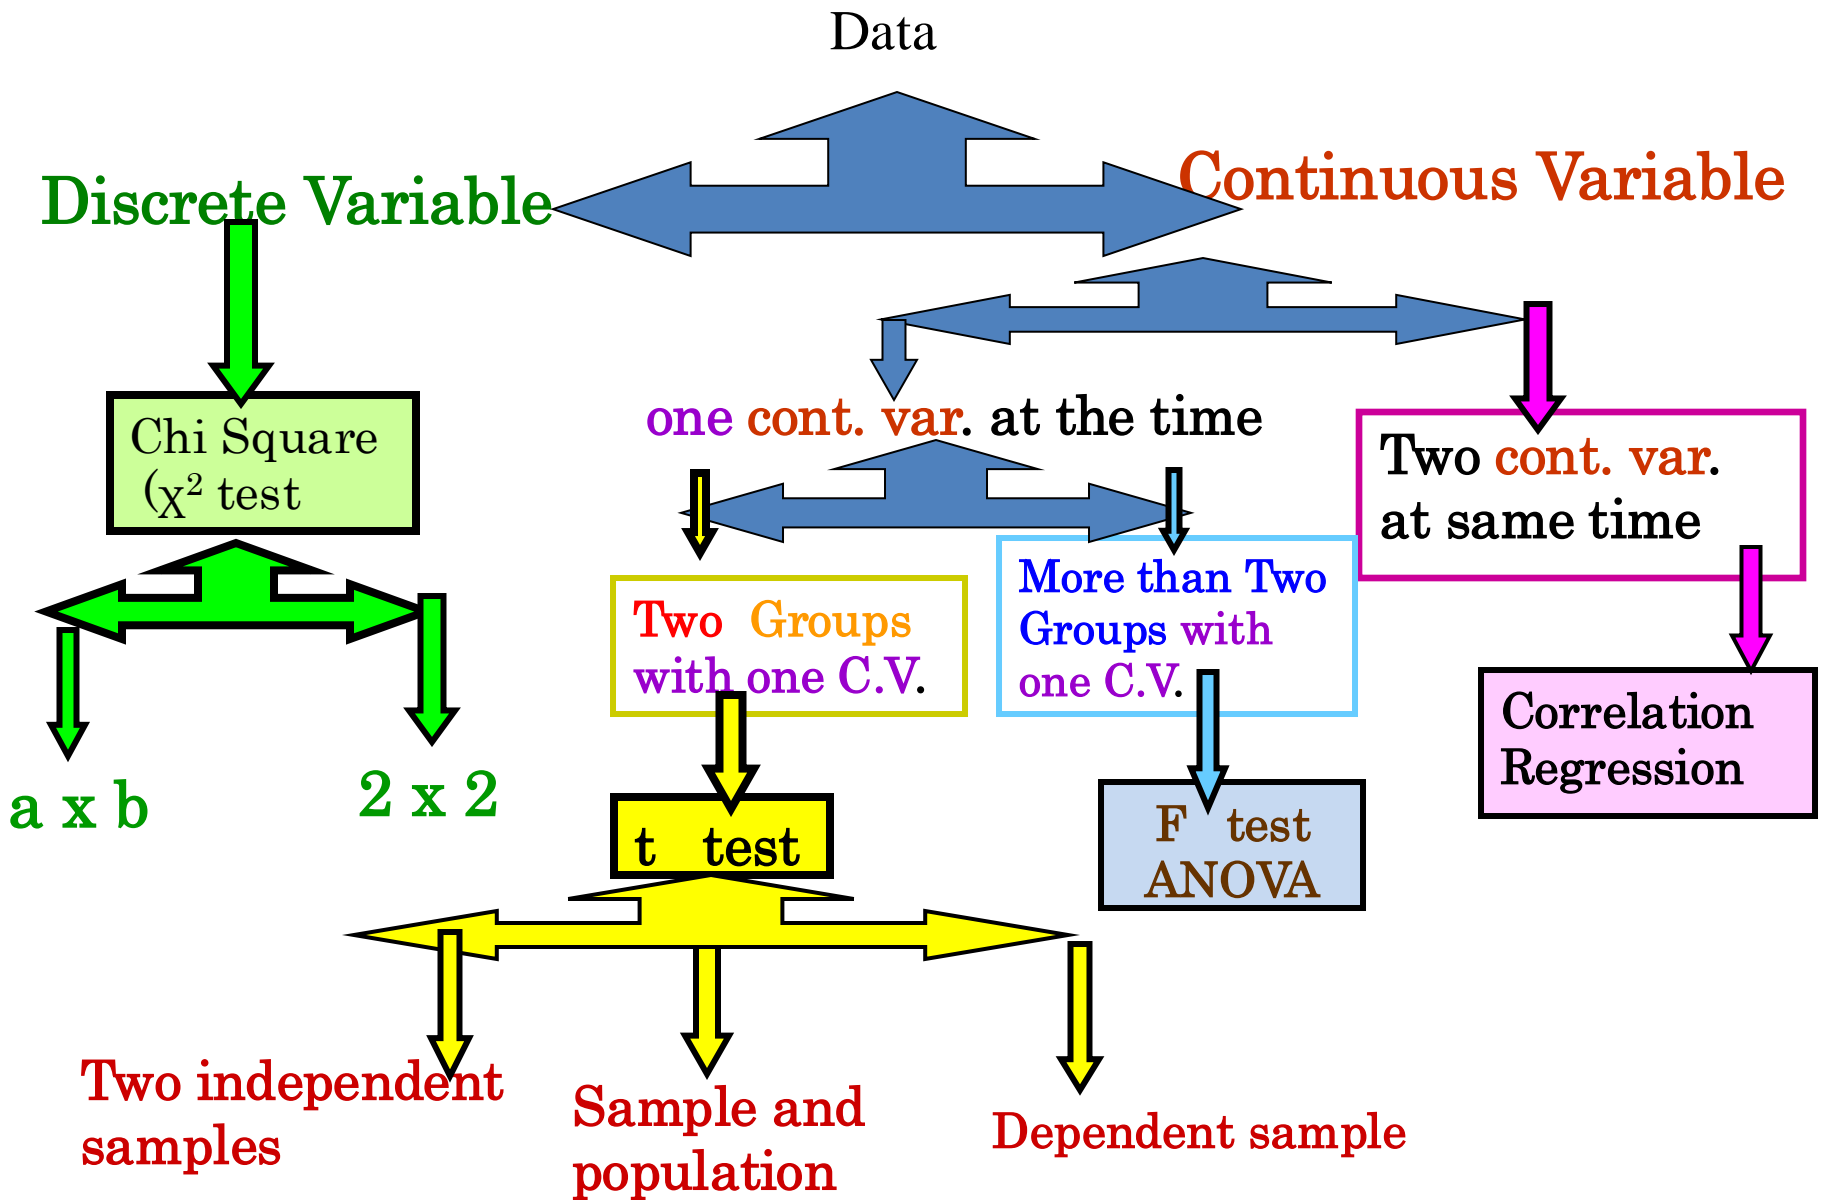 Data
Discrete Variable
Continuous Variable
one cont. var. at the time
Chi Square
(χ² test
Two cont. var.
at same time
Two Groups
with one C.V.
More than Two
Groups with
one C.V.
Correlation
Regression
a x b
2 x 2
t test
F test
ANOVA
Two independent
samples
Sample and
population
Dependent sample